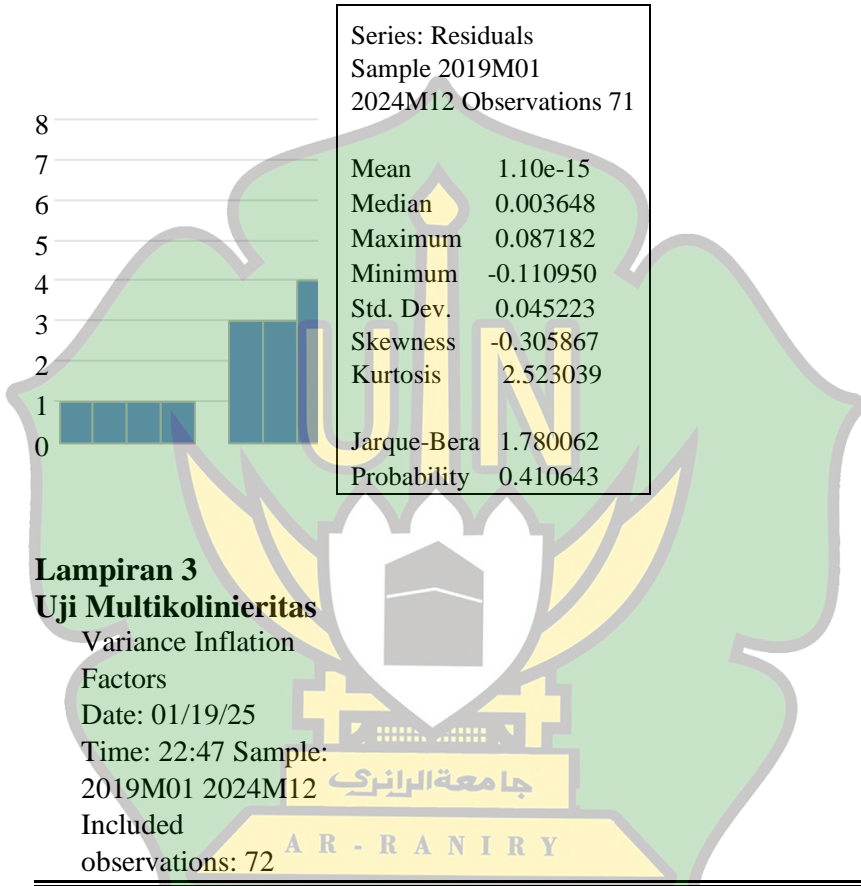 Series: Residuals
Sample 2019M01
2024M12 Observations 71
8
7
6
5
4
3
2
1
0
Mean 1.10e-15
Median 0.003648
Maximum 0.087182
Minimum -0.110950
Std. Dev. 0.045223
Skewness -0.305867
Kurtosis 2.523039
Jarque-Bera 1.780062
Probability 0.410643
UIN
Lampiran 3
Uji Multikolinieritas
Variance Inflation
Factors
Date: 01/19/25
Time: 22:47 Sample:
2019M01 2024M12
Included
observations: 72
جامعة الرانري
AR-RANIRY